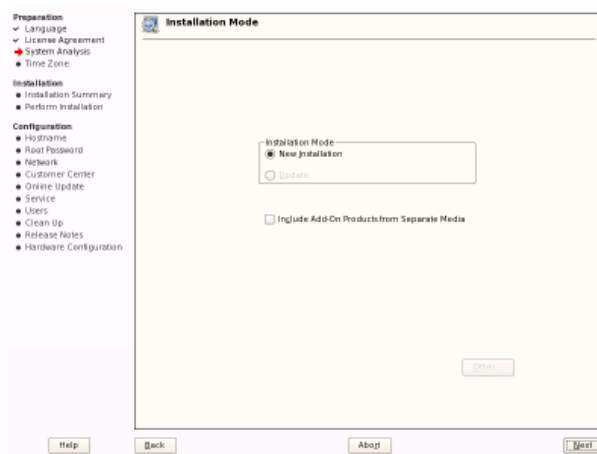 Preparation
Language
License Agreement
System Analysis
Time Zone
Installation
Installation Summary
Perform Installation
Configuration
Hostname
Root Password
Network
Customer Center
Online Update
Service
Users
Clean Up
Release Notes
Hardware Configuration
Installation Mode
Installation Mode
New Installation
Update
Include Add-On Products from Separate Media
Other...
Help
Back
Abort
Next